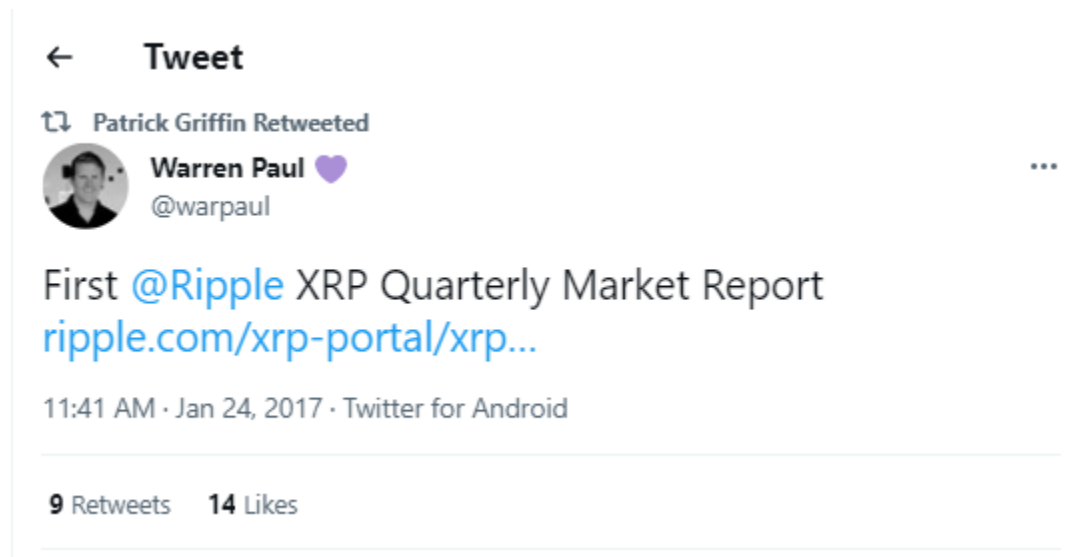 Tweet
Patrick Griffin Retweeted
Warren Paul 💜
@warpaul
First @Ripple XRP Quarterly Market Report
ripple.com/xrp-portal/xrp...
11:41 AM · Jan 24, 2017 · Twitter for Android
9 Retweets 14 Likes